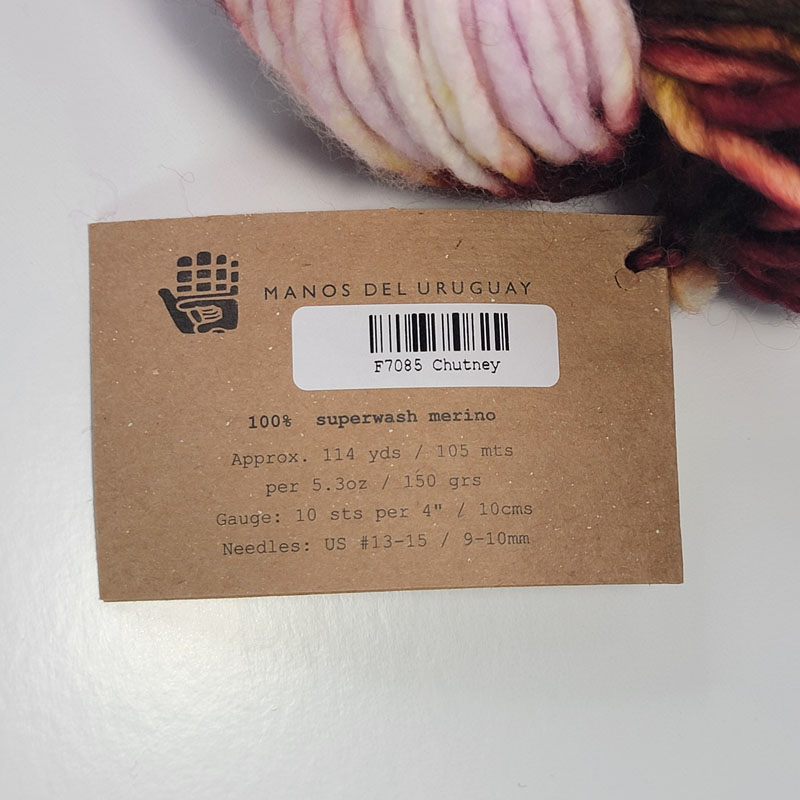 MANOS DEL URUGUAY
F7085 Chutney
100% superwash merino
Approx. 114 yds / 105 mts
per 5.3oz / 150 grs
Gauge: 10 sts per 4" / 10cms
Needles: US #13-15 / 9-10mm